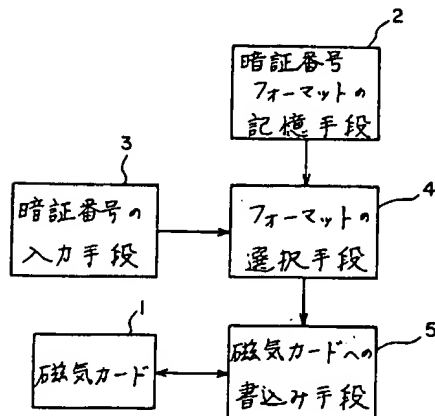 2
暗証番号
フォーマットの
記憶手段
3
暗証番号の
入力手段
4
フォーマットの
選択手段
1
磁気カード
5
磁気カードへの
書込み手段